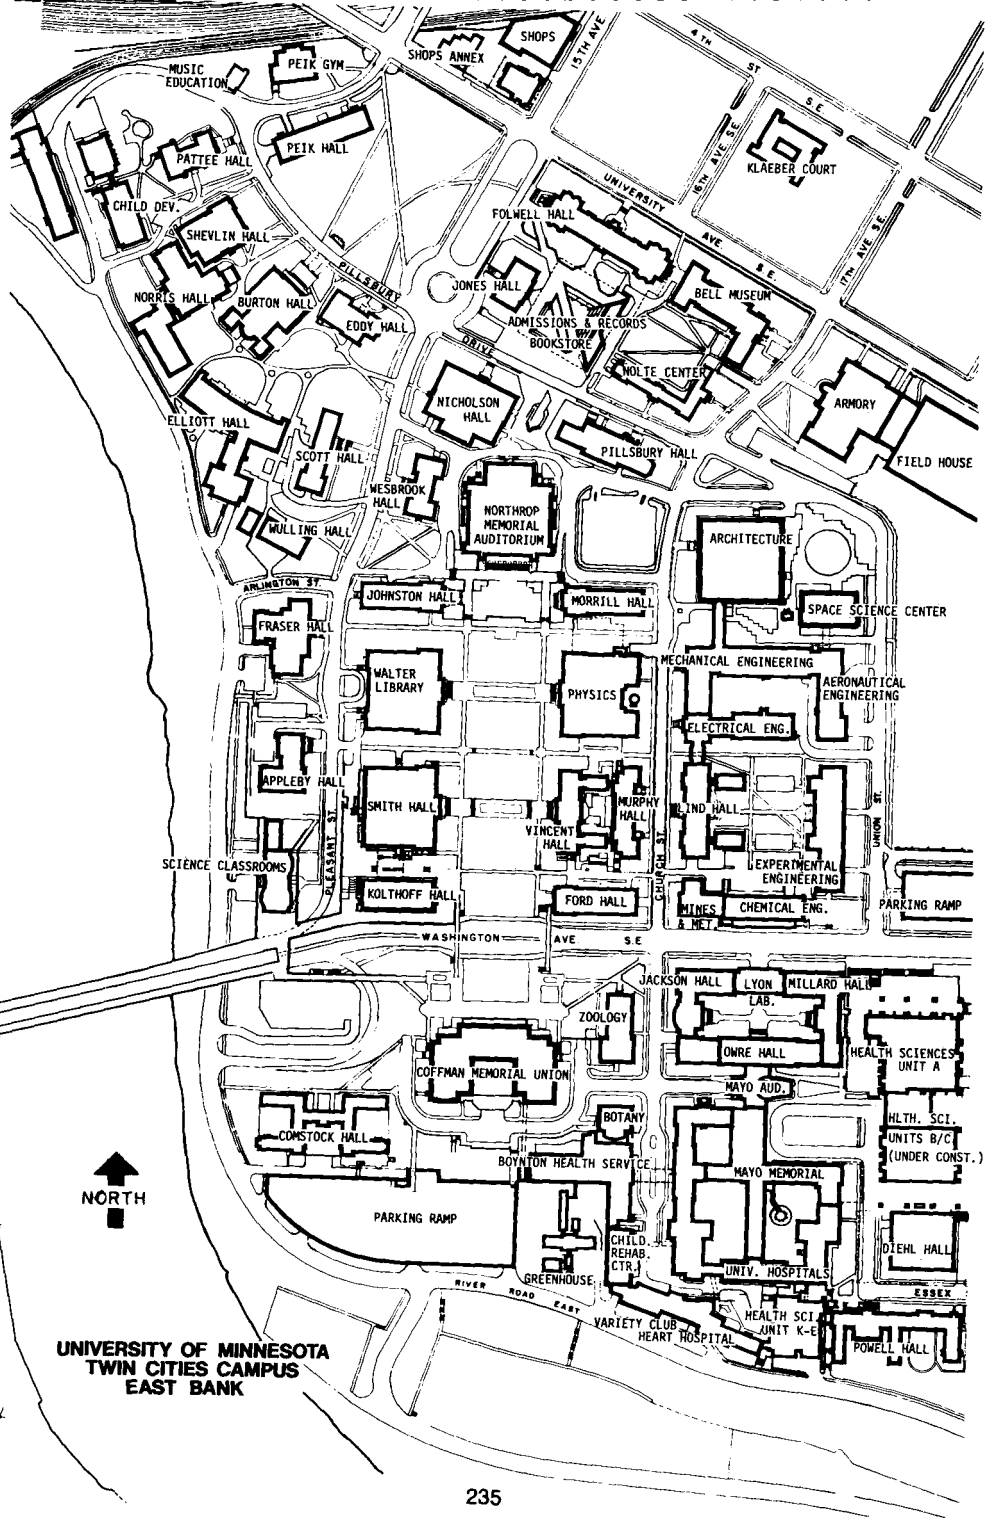 SHOPS
SHOPS ANNEX
15TH AVE
4TH
ST.
S.E.
PEIK GYM
MUSIC
EDUCATION
PEIK HALL
PATTEE HALL
16TH AVE S.E.
KLAEBER COURT
CHILD DEV.
UNIVERSITY
AVE.
S.E.
FOLWELL HALL
17TH AVE S.E.
SHEVLIN HALL
PILLSBURY
DRIVE
JONES HALL
BELL MUSEUM
NORRIS HALL
BURTON HALL
EDDY HALL
ADMISSIONS & RECORDS
BOOKSTORE
NOLTE CENTER
NICHOLSON
HALL
ARMORY
ELLIOTT HALL
SCOTT HALL
PILLSBURY HALL
FIELD HOUSE
WESBROOK
HALL
NORTHROP
MEMORIAL
AUDITORIUM
WULLING HALL
ARCHITECTURE
ARLINGTON ST.
JOHNSTON HALL
MORRILL HALL
SPACE SCIENCE CENTER
FRASER HALL
MECHANICAL ENGINEERING
WALTER
LIBRARY
PHYSICS
AERONAUTICAL
ENGINEERING
ELECTRICAL ENG.
APPLEBY HALL
SMITH HALL
MURPHY
HALL
LIND HALL
VINCENT
HALL
PLEASANT ST.
CHURCH ST.
UNION ST.
SCIENCE CLASSROOMS
EXPERIMENTAL
ENGINEERING
KOLTHOFF HALL
FORD HALL
MINES
& MET.
CHEMICAL ENG.
PARKING RAMP
WASHINGTON
AVE
S.E
JACKSON HALL
LYON
LAB.
MILLARD HALL
ZOOLOGY
OWRE HALL
HEALTH SCIENCES
UNIT A
COFFMAN MEMORIAL UNION
MAYO AUD.
BOTANY
HLTH. SCI.
UNITS B/C
(UNDER CONST.)
COMSTOCK HALL
BOYNTON HEALTH SERVICE
MAYO MEMORIAL
NORTH
PARKING RAMP
CHILD.
REHAB.
CTR.
DIEHL HALL
GREENHOUSE
UNIV. HOSPITALS
RIVER ROAD EAST
ESSEX
VARIETY CLUB
HEART HOSPITAL
HEALTH SCI.
UNIT K-E
POWELL HALL
UNIVERSITY OF MINNESOTA
TWIN CITIES CAMPUS
EAST BANK
235